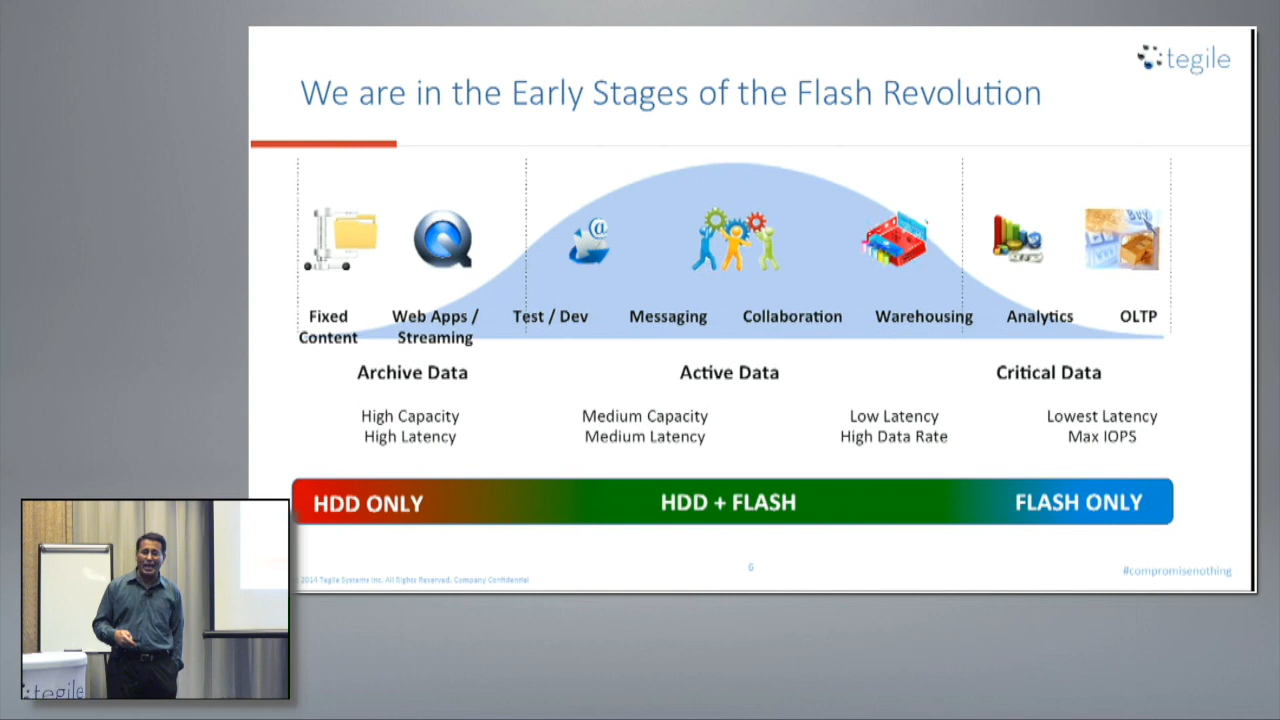 tegile
We are in the Early Stages of the Flash Revolution
Fixed Content
Web Apps / Streaming
Test / Dev
Messaging
Collaboration
Warehousing
Analytics
OLTP
Archive Data
Active Data
Critical Data
High Capacity
High Latency
Medium Capacity
Medium Latency
Low Latency
High Data Rate
Lowest Latency
Max IOPS
HDD ONLY
HDD + FLASH
FLASH ONLY
2014 Tegile Systems Inc. All Rights Reserved. Company Confidential
6
#compromisenothing
tegile